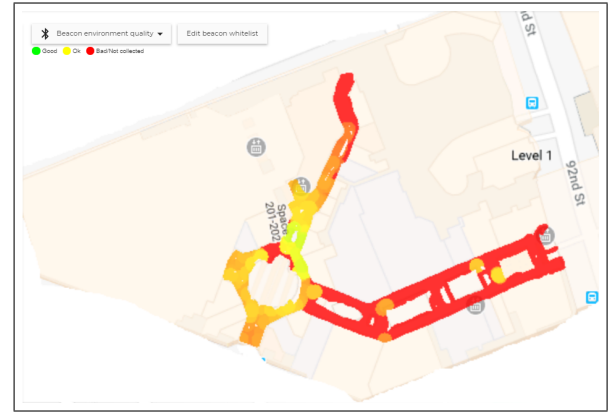 Beacon environment quality
Edit beacon whitelist
Good
Ok
Bad/Not collected
d St
Level 1
92nd St
Space
201-202